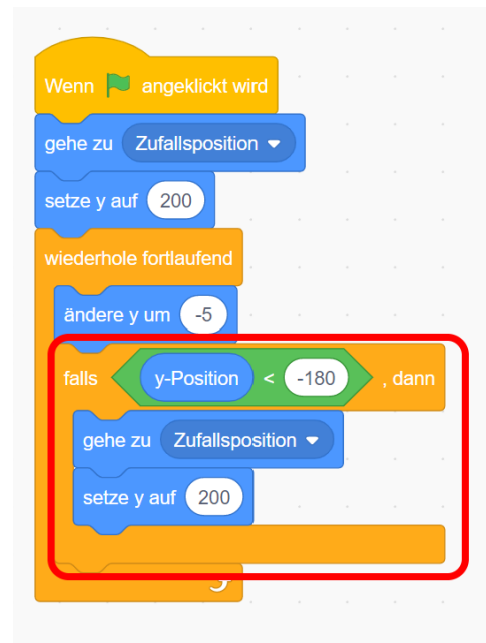 Wenn angeklickt wird
gehe zu Zufallsposition
setze y auf 200
wiederhole fortlaufend
ändere y um -5
falls y-Position < -180 , dann
gehe zu Zufallsposition
setze y auf 200